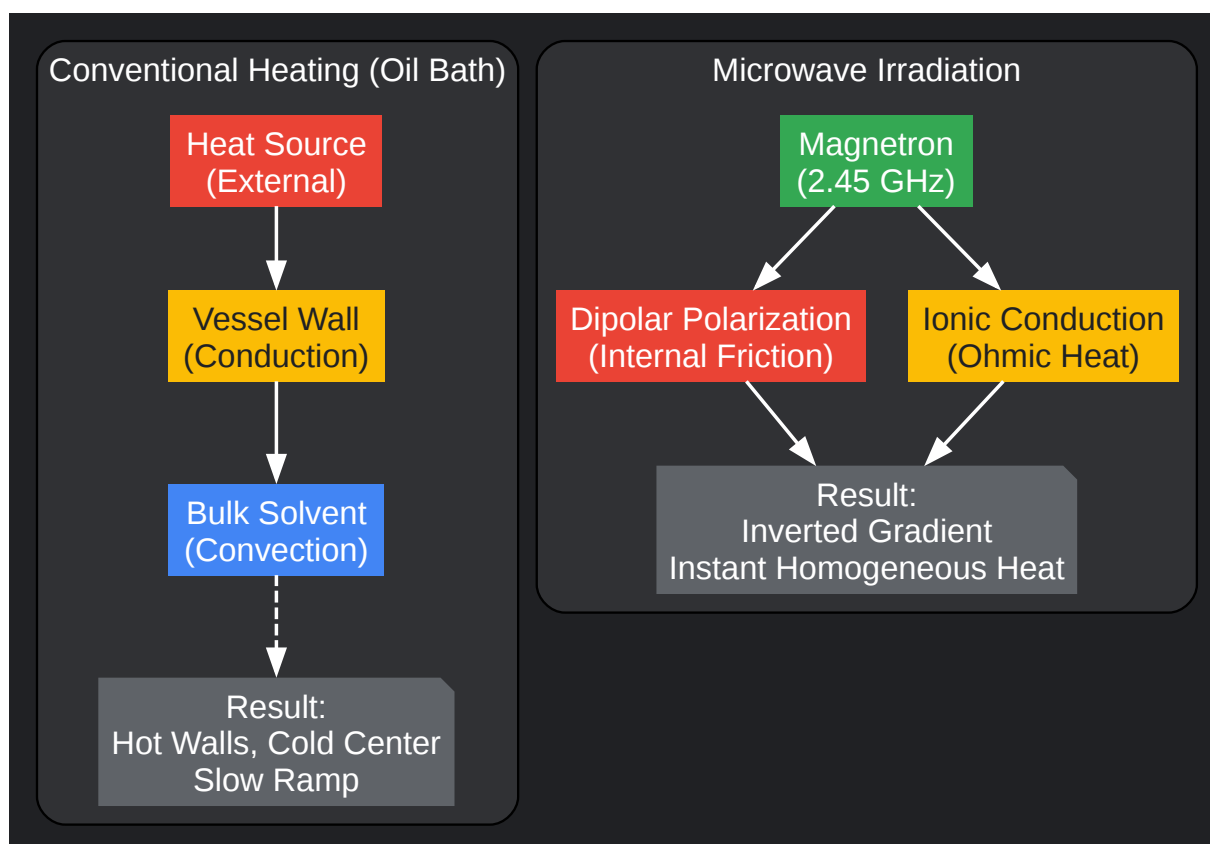 Conventional Heating (Oil Bath)
Heat Source
(External)
Vessel Wall
(Conduction)
Bulk Solvent
(Convection)
Result:
Hot Walls, Cold Center
Slow Ramp
Microwave Irradiation
Magnetron
(2.45 GHz)
Dipolar Polarization
(Internal Friction)
Ionic Conduction
(Ohmic Heat)
Result:
Inverted Gradient
Instant Homogeneous Heat